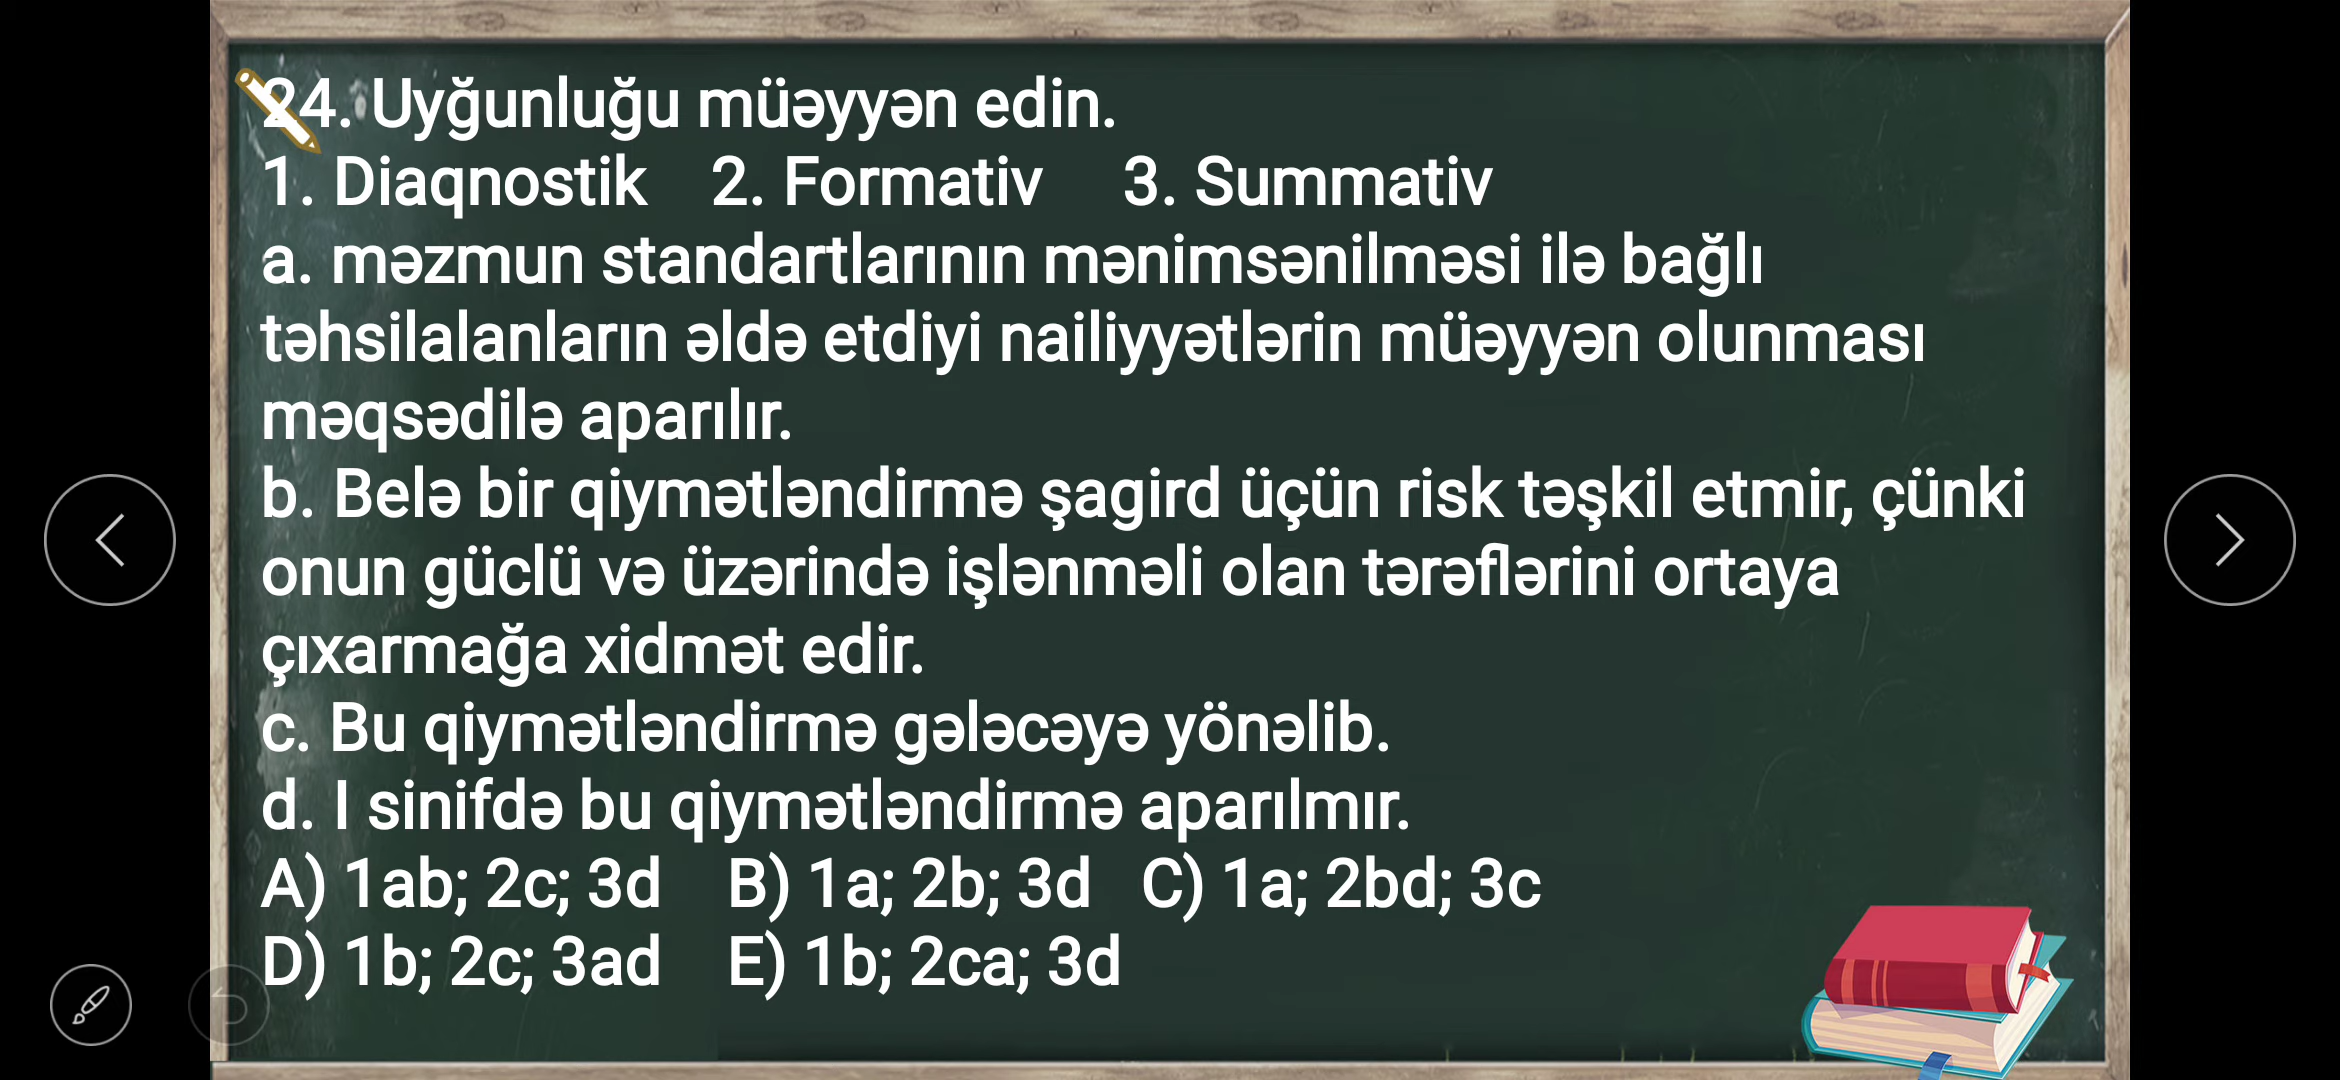 24. Uyğunluğu müəyyən edin.
1. Diaqnostik 2. Formativ 3. Summativ
a. məzmun standartlarının mənimsənilməsi ilə bağlı
təhsilalanların əldə etdiyi nailiyyətlərin müəyyən olunması
məqsədilə aparılır.
b. Belə bir qiymətləndirmə şagird üçün risk təşkil etmir, çünki
onun güclü və üzərində işlənməli olan tərəflərini ortaya
çıxarmağa xidmət edir.
c. Bu qiymətləndirmə gələcəyə yönəlib.
d. I sinifdə bu qiymətləndirmə aparılmır.
A) 1ab; 2c; 3d B) 1a; 2b; 3d C) 1a; 2bd; 3c
D) 1b; 2c; 3ad E) 1b; 2ca; 3d